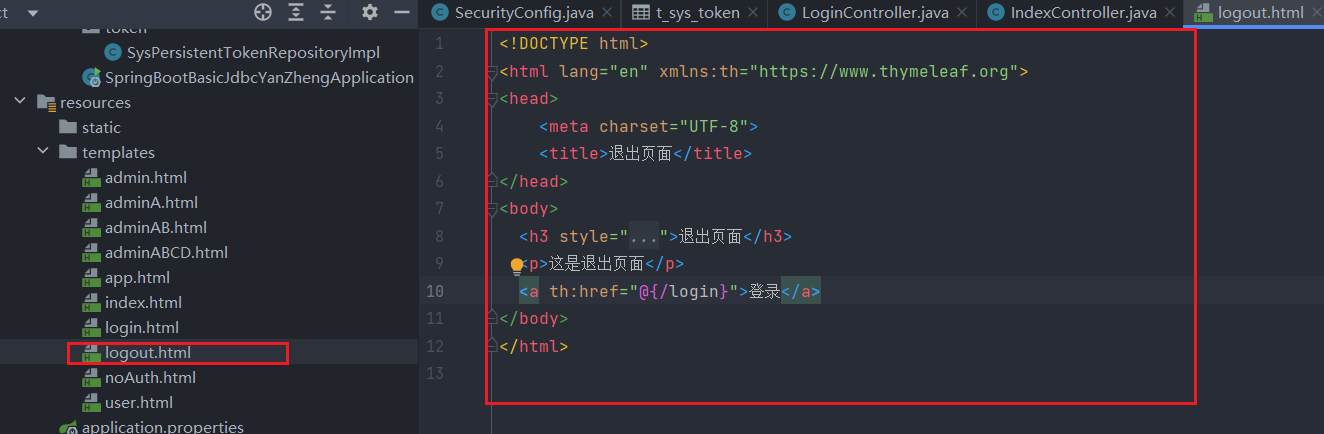 ct
token
SysPersistentTokenRepositoryImpl
SpringBootBasicJdbcYanZhengApplication
resources
static
templates
admin.html
adminA.html
adminAB.html
adminABCD.html
app.html
index.html
login.html
logout.html
noAuth.html
user.html
application.properties
SecurityConfig.java
t_sys_token
LoginController.java
IndexController.java
logout.html
1 <!DOCTYPE html>
2 <html lang="en" xmlns:th="https://www.thymeleaf.org">
3 <head>
4 <meta charset="UTF-8">
5 <title>退出页面</title>
6 </head>
7 <body>
8 <h3 style="...">退出页面</h3>
9 <p>这是退出页面</p>
10 <a th:href="@{/login}">登录</a>
11 </body>
12 </html>
13